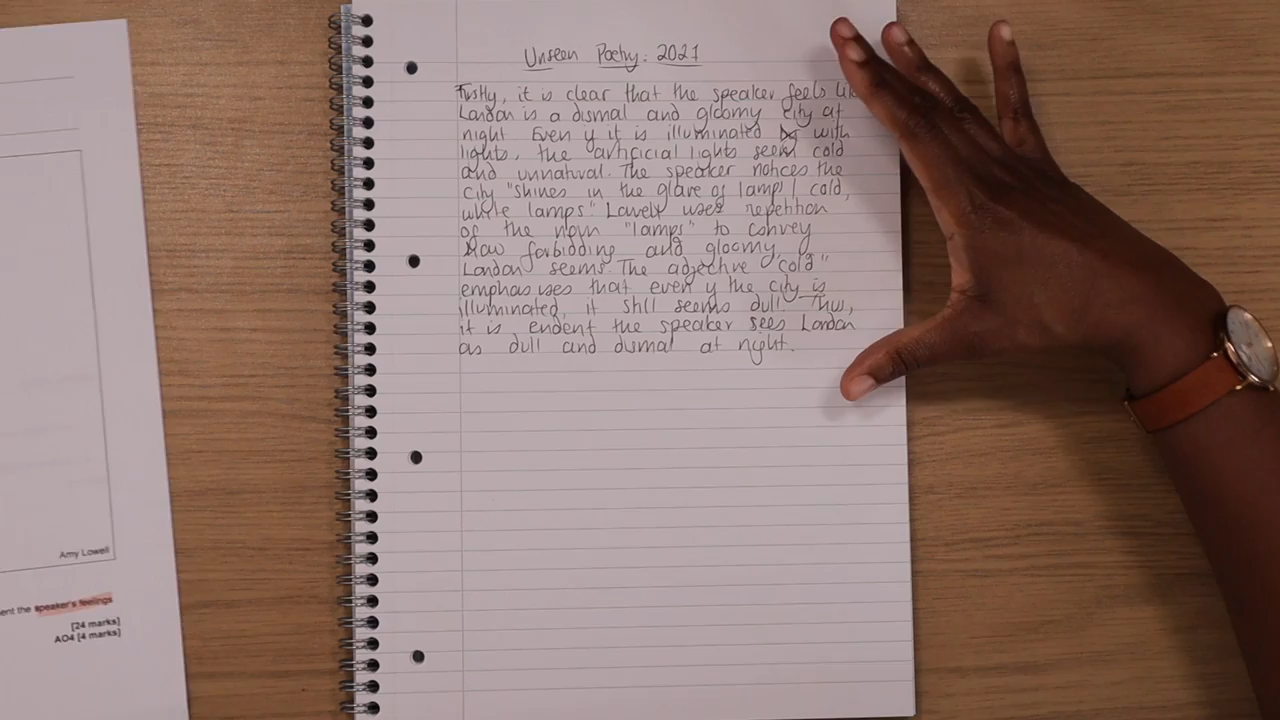 Unseen Poetry: 2021
Firstly, it is clear that the speaker feels
London is a dismal and gloomy city at
night. Even if it is illuminated with
lights, the artificial lights seem cold
and unnatural. The speaker notices the
city "shines in the glare of lamps / cold,
white lamps." Lowell uses repetition
of the noun "lamps" to convey
how forbidding and gloomy
London seems. The adjective "cold"
emphasises that even if the city is
illuminated, it still seems dull. Thus,
it is evident the speaker sees London
as dull and dismal at night.
Amy Lowell
ent the speaker's feelings
[24 marks]
AO4 [4 marks]